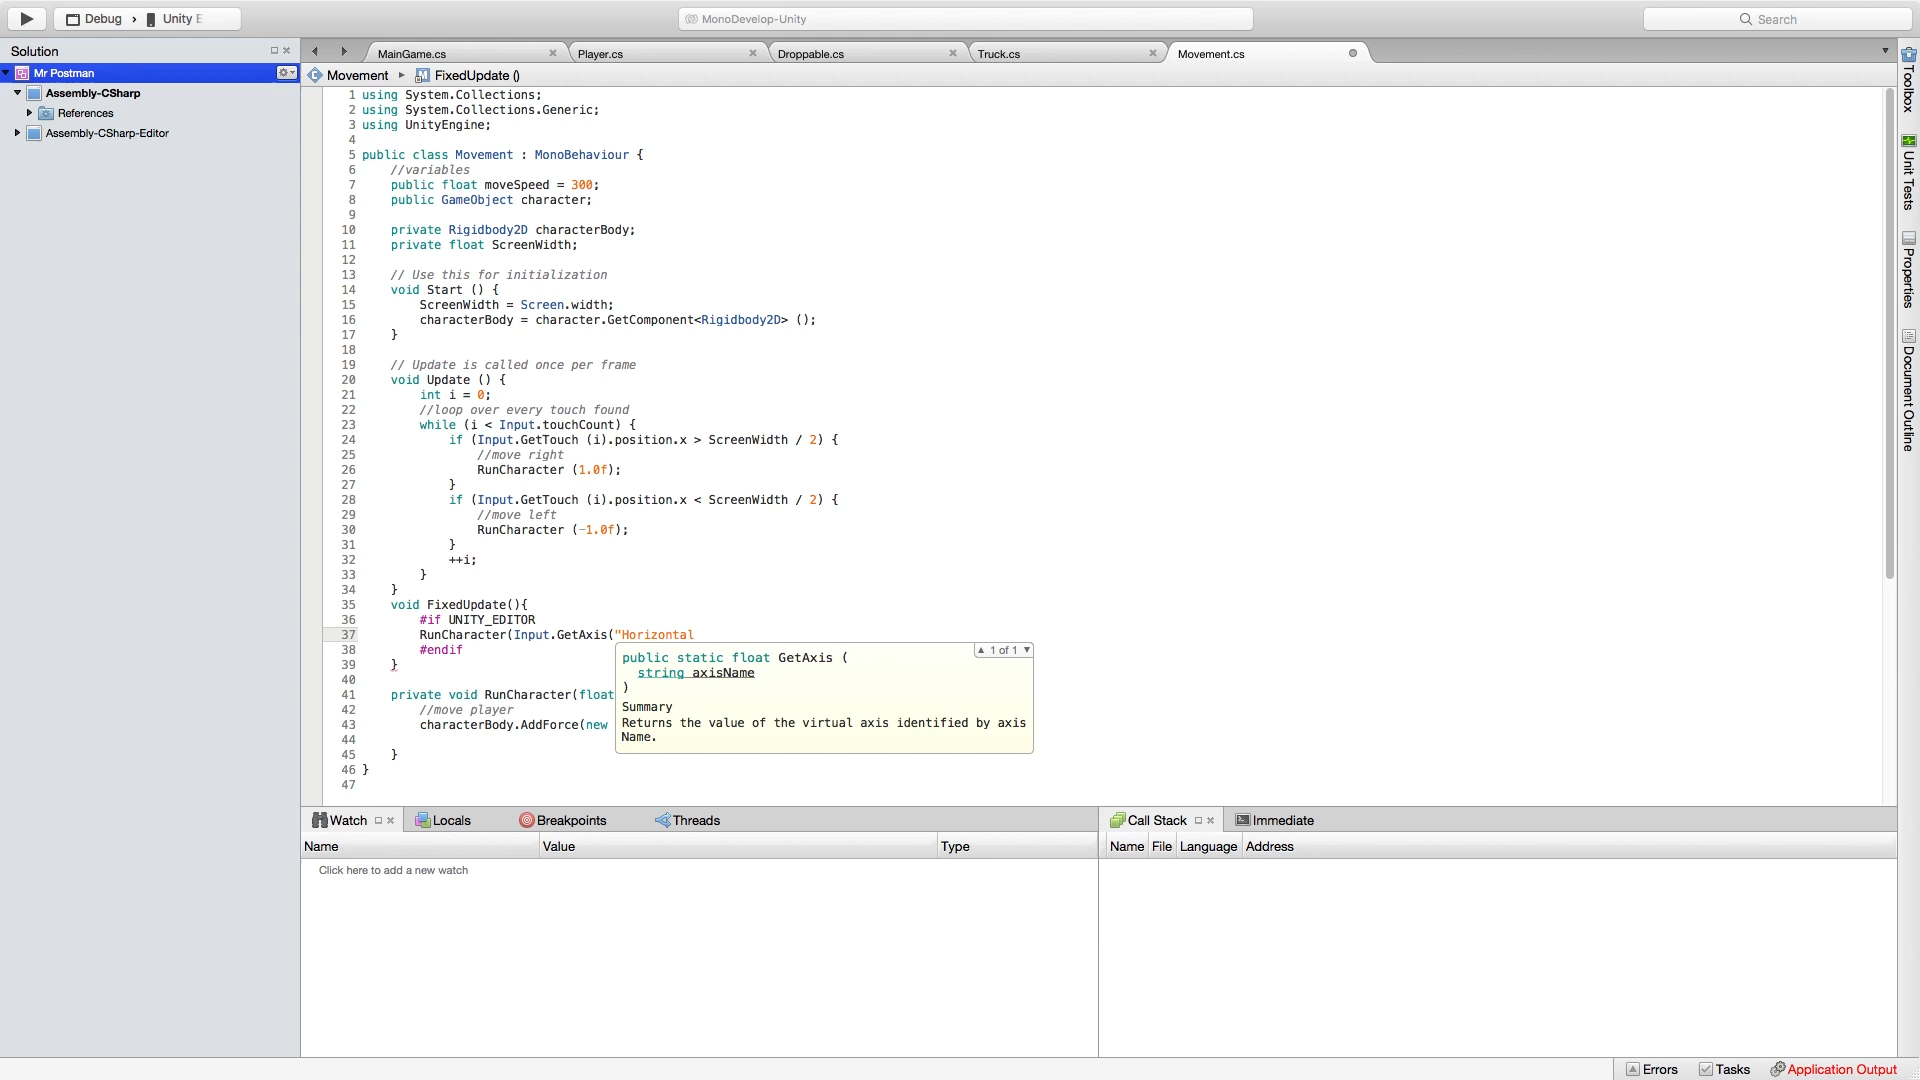 Debug › Unity E
MonoDevelop-Unity
Search
Solution
Mr Postman
Assembly-CSharp
References
Assembly-CSharp-Editor
MainGame.cs
Player.cs
Droppable.cs
Truck.cs
Movement.cs
Movement ▸ FixedUpdate ()
1 using System.Collections;
2 using System.Collections.Generic;
3 using UnityEngine;
4
5 public class Movement : MonoBehaviour {
6 //variables
7 public float moveSpeed = 300;
8 public GameObject character;
9
10 private Rigidbody2D characterBody;
11 private float ScreenWidth;
12
13 // Use this for initialization
14 void Start () {
15 ScreenWidth = Screen.width;
16 characterBody = character.GetComponent<Rigidbody2D> ();
17 }
18
19 // Update is called once per frame
20 void Update () {
21 int i = 0;
22 //loop over every touch found
23 while (i < Input.touchCount) {
24 if (Input.GetTouch (i).position.x > ScreenWidth / 2) {
25 //move right
26 RunCharacter (1.0f);
27 }
28 if (Input.GetTouch (i).position.x < ScreenWidth / 2) {
29 //move left
30 RunCharacter (-1.0f);
31 }
32 ++i;
33 }
34 }
35 void FixedUpdate(){
36 #if UNITY_EDITOR
37 RunCharacter(Input.GetAxis("Horizontal
38 #endif
39 }
40
41 private void RunCharacter(float
42 //move player
43 characterBody.AddForce(new
44
45 }
46 }
47
▲ 1 of 1 ▼
public static float GetAxis (
string axisName
)
Summary
Returns the value of the virtual axis identified by axis
Name.
Watch
Locals
Breakpoints
Threads
Name Value Type
Click here to add a new watch
Call Stack
Immediate
Name File Language Address
Toolbox
Unit Tests
Properties
Document Outline
Errors
Tasks
Application Output